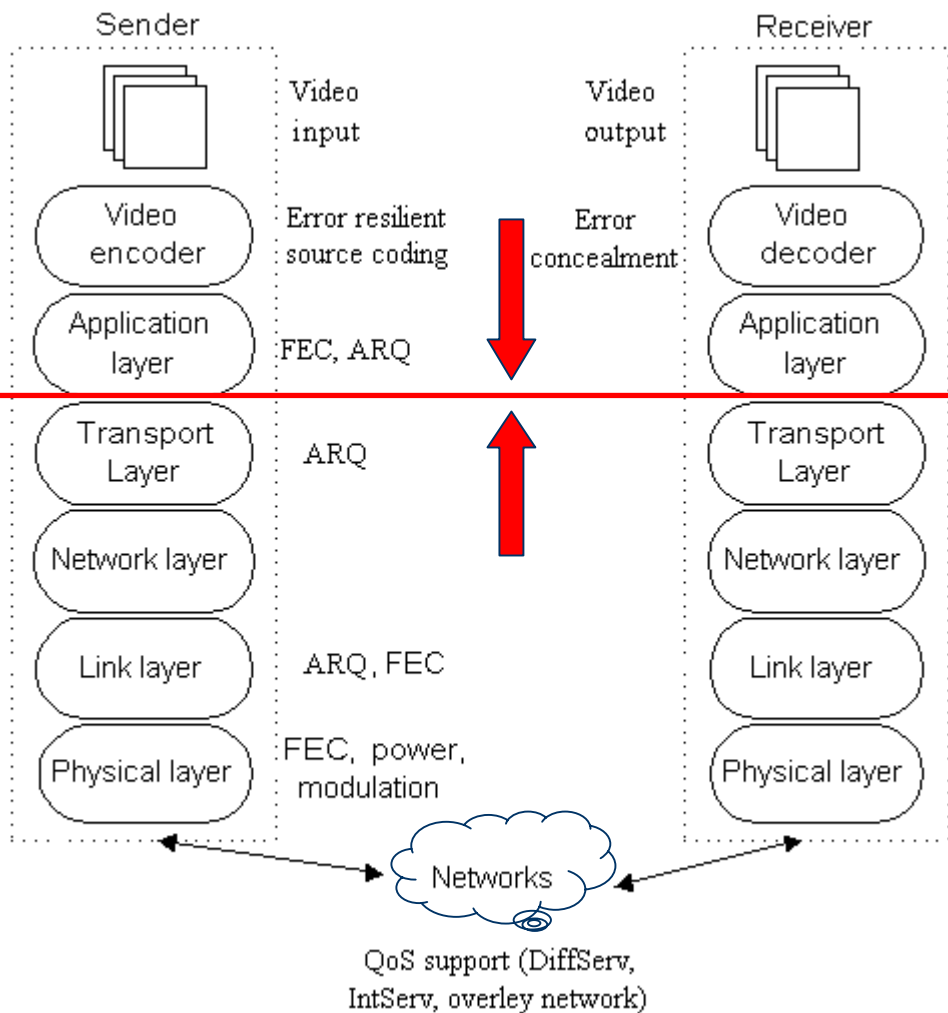 Sender
Receiver
Video
input
Video
output
Video
encoder
Error resilient
source coding
Error
concealment
Video
decoder
Application
layer
FEC, ARQ
Application
layer
Transport
Layer
ARQ
Transport
Layer
Network layer
Network layer
Link layer
ARQ, FEC
Link layer
Physical layer
FEC, power,
modulation
Physical layer
Networks
QoS support (DiffServ,
IntServ, overley network)